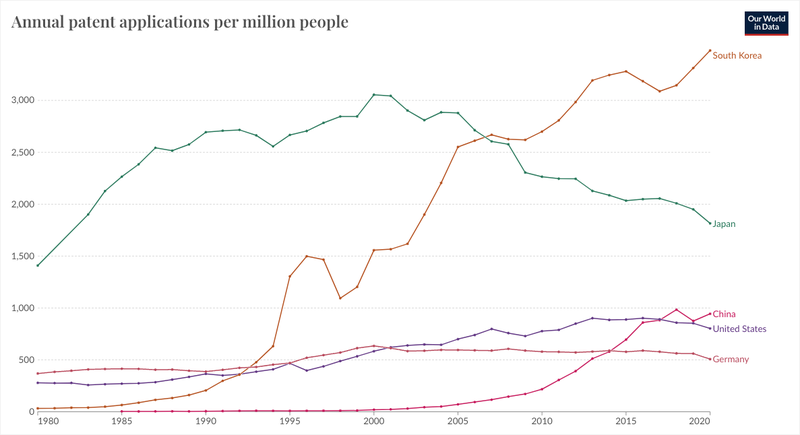 Annual patent applications per million people
Our World
in Data
South Korea
3,000
2,500
2,000
Japan
1,500
1,000
China
United States
500
Germany
0
1980
1985
1990
1995
2000
2005
2010
2015
2020